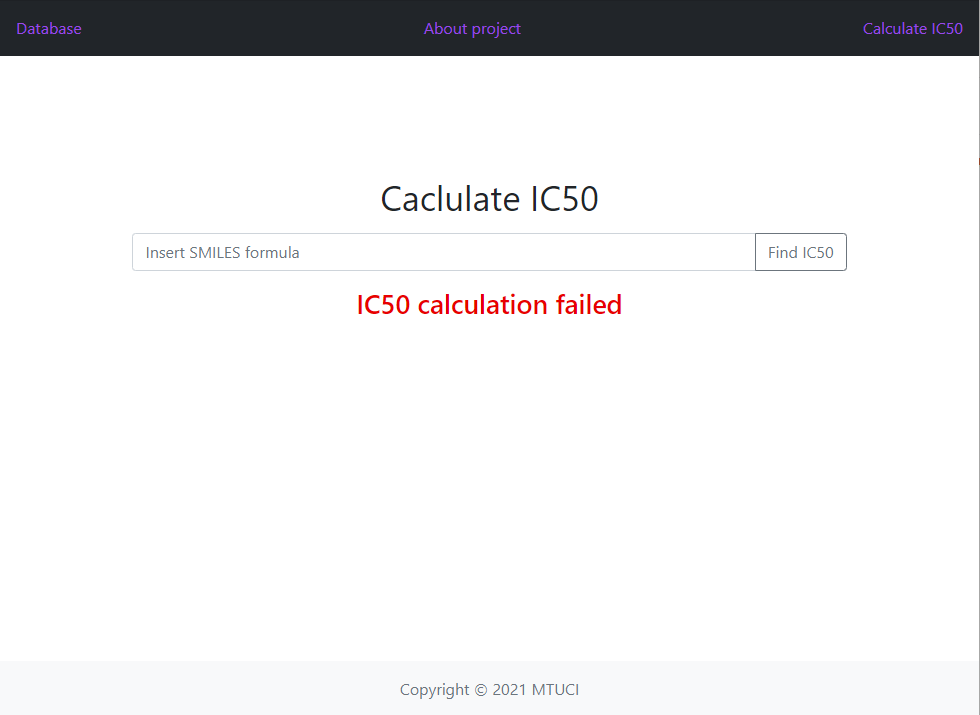 Database About project Calculate IC50
Caclulate IC50
Insert SMILES formula Find IC50
IC50 calculation failed
Copyright © 2021 MTUCI